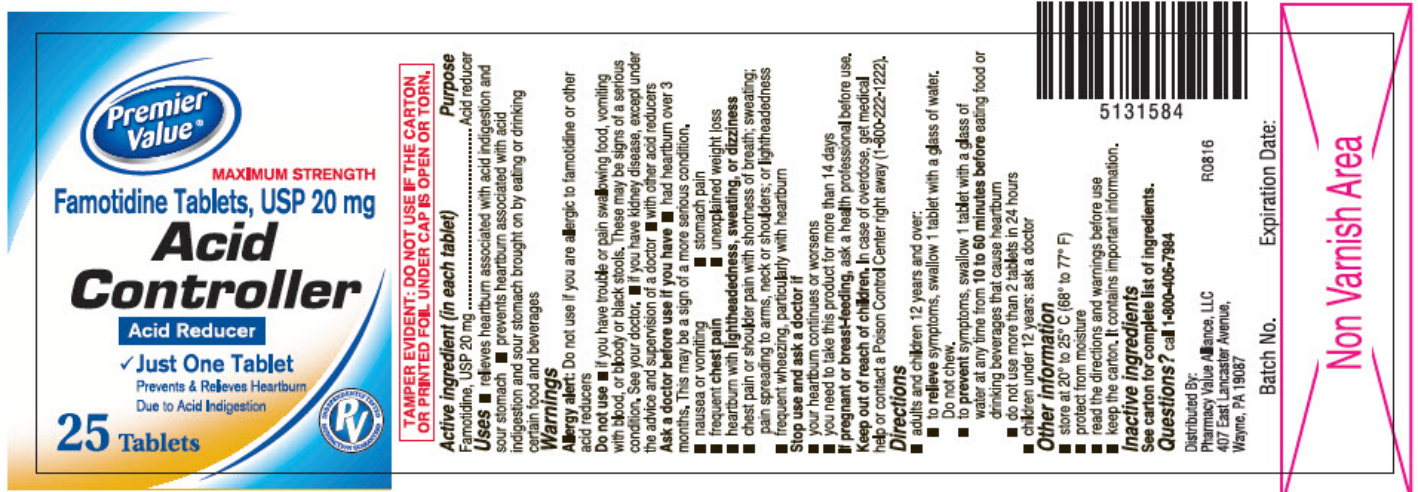 Premier
Value®
MAXIMUM STRENGTH
Famotidine Tablets, USP 20 mg
Acid
Controller
Acid Reducer
✓Just One Tablet
Prevents & Relieves Heartburn
Due to Acid Indigestion
25 Tablets
INDEPENDENTLY TESTED
PV
SATISFACTION GUARANTEED
TAMPER EVIDENT: DO NOT USE IF THE CARTON
OR PRINTED FOIL UNDER CAP IS OPEN OR TORN.
Active ingredient (in each tablet) Purpose
Famotidine, USP 20 mg ........................ Acid reducer
Uses ■ relieves heartburn associated with acid indigestion and
sour stomach ■ prevents heartburn associated with acid
indigestion and sour stomach brought on by eating or drinking
certain food and beverages
Warnings
Allergy alert: Do not use if you are allergic to famotidine or other
acid reducers
Do not use ■ if you have trouble or pain swallowing food, vomiting
with blood, or bloody or black stools. These may be signs of a serious
condition. See your doctor. ■ if you have kidney disease, except under
the advice and supervision of a doctor ■ with other acid reducers
Ask a doctor before use if you have ■ had heartburn over 3
months. This may be a sign of a more serious condition.
■ nausea or vomiting ■ stomach pain
■ frequent chest pain ■ unexplained weight loss
■ heartburn with lightheadedness, sweating, or dizziness
■ chest pain or shoulder pain with shortness of breath; sweating;
pain spreading to arms, neck or shoulders; or lightheadedness
■ frequent wheezing, particularly with heartburn
Stop use and ask a doctor if
■ your heartburn continues or worsens
■ you need to take this product for more than 14 days
If pregnant or breast-feeding, ask a health professional before use.
Keep out of reach of children. In case of overdose, get medical
help or contact a Poison Control Center right away (1-800-222-1222).
Directions
■ adults and children 12 years and over:
■ to relieve symptoms, swallow 1 tablet with a glass of water.
Do not chew.
■ to prevent symptoms, swallow 1 tablet with a glass of
water at any time from 10 to 60 minutes before eating food or
drinking beverages that cause heartburn
■ do not use more than 2 tablets in 24 hours
■ children under 12 years: ask a doctor
Other information
■ store at 20° to 25° C (68° to 77° F)
■ protect from moisture
■ read the directions and warnings before use
■ keep the carton. It contains important information.
Inactive ingredients
See carton for complete list of ingredients.
Questions? call 1-800-406-7984
Distributed By:
Pharmacy Value Alliance, LLC
407 East Lancaster Avenue,
Wayne, PA 19087
R0816
5131584
Batch No. Expiration Date:
Non Varnish Area